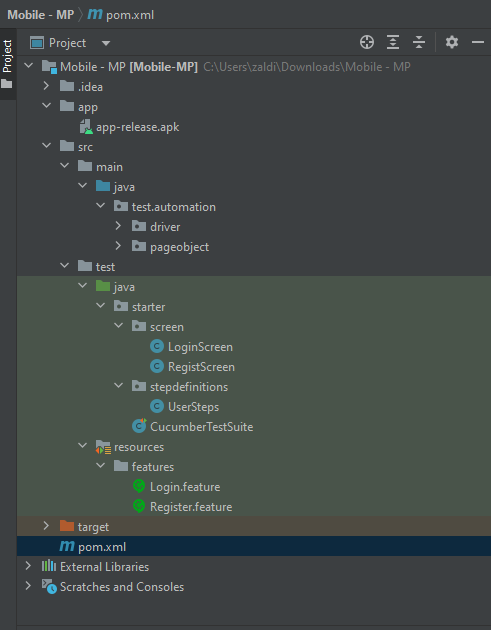 Mobile - MP 〉 m pom.xml
Project
Project
Mobile - MP [Mobile-MP] C:\Users\zaldi\Downloads\Mobile - MP
.idea
app
app-release.apk
src
main
java
test.automation
driver
pageobject
test
java
starter
screen
C LoginScreen
C RegistScreen
stepdefinitions
C UserSteps
C CucumberTestSuite
resources
features
Login.feature
Register.feature
target
m pom.xml
External Libraries
Scratches and Consoles